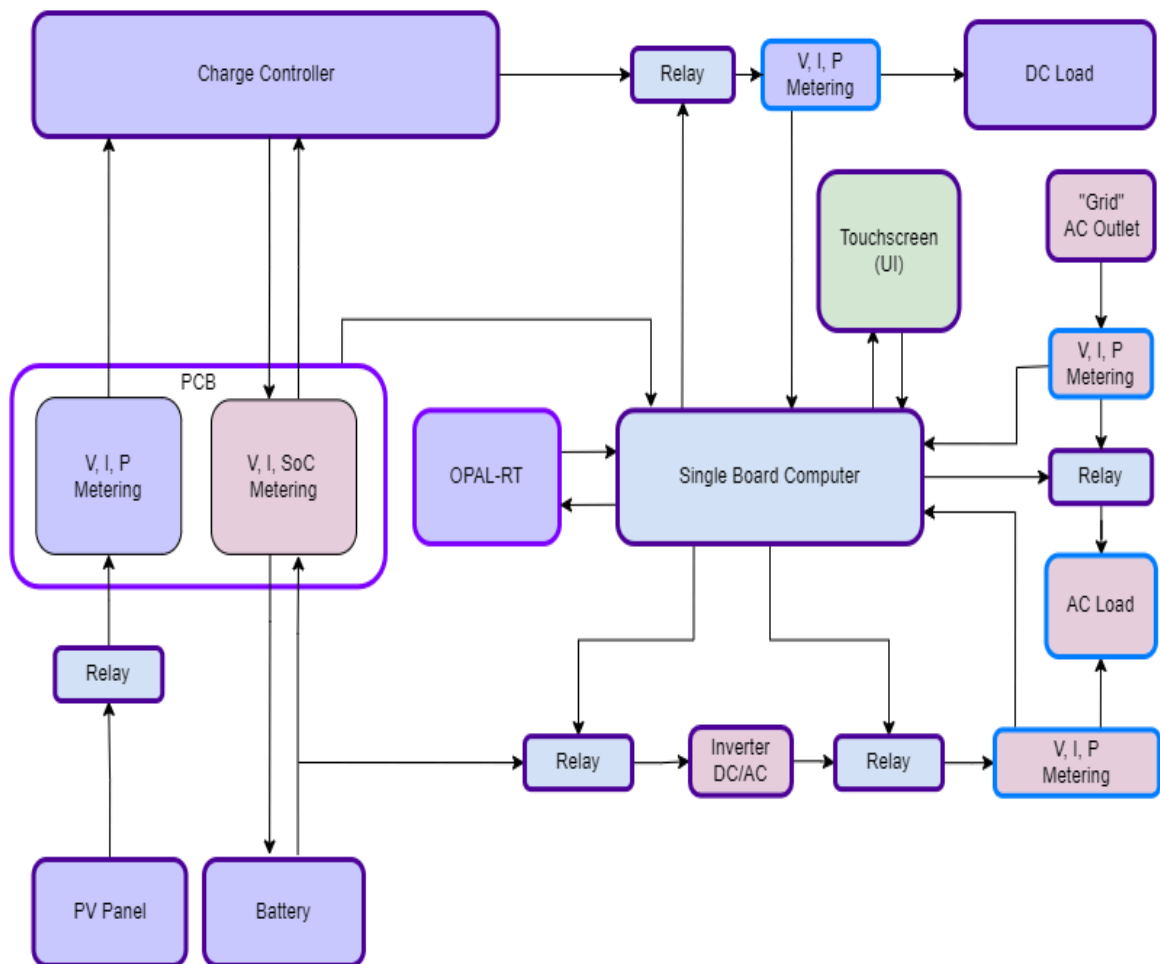 Charge Controller
Relay
V, I, P
Metering
DC Load
"Grid"
AC Outlet
Touchscreen
(UI)
V, I, P
Metering
PCB
V, I, P
Metering
V, I, SoC
Metering
OPAL-RT
Single Board Computer
Relay
AC Load
Relay
Relay
Inverter
DC/AC
Relay
V, I, P
Metering
PV Panel
Battery